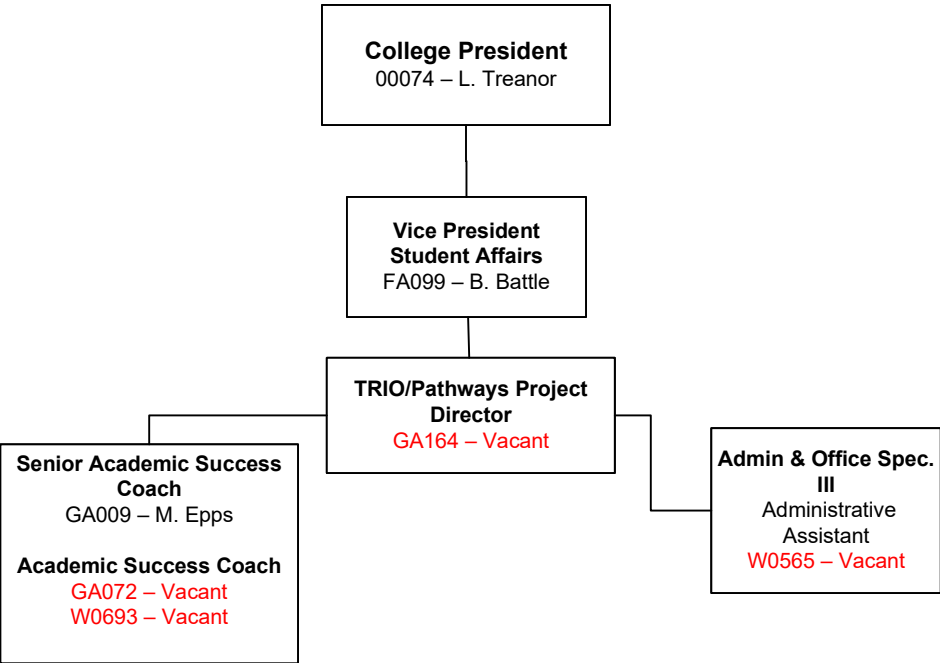 College President
00074 – L. Treanor
Vice President
Student Affairs
FA099 – B. Battle
TRIO/Pathways Project
Director
GA164 – Vacant
Senior Academic Success
Coach
GA009 – M. Epps
Academic Success Coach
GA072 – Vacant
W0693 – Vacant
Admin & Office Spec.
III
Administrative
Assistant
W0565 – Vacant